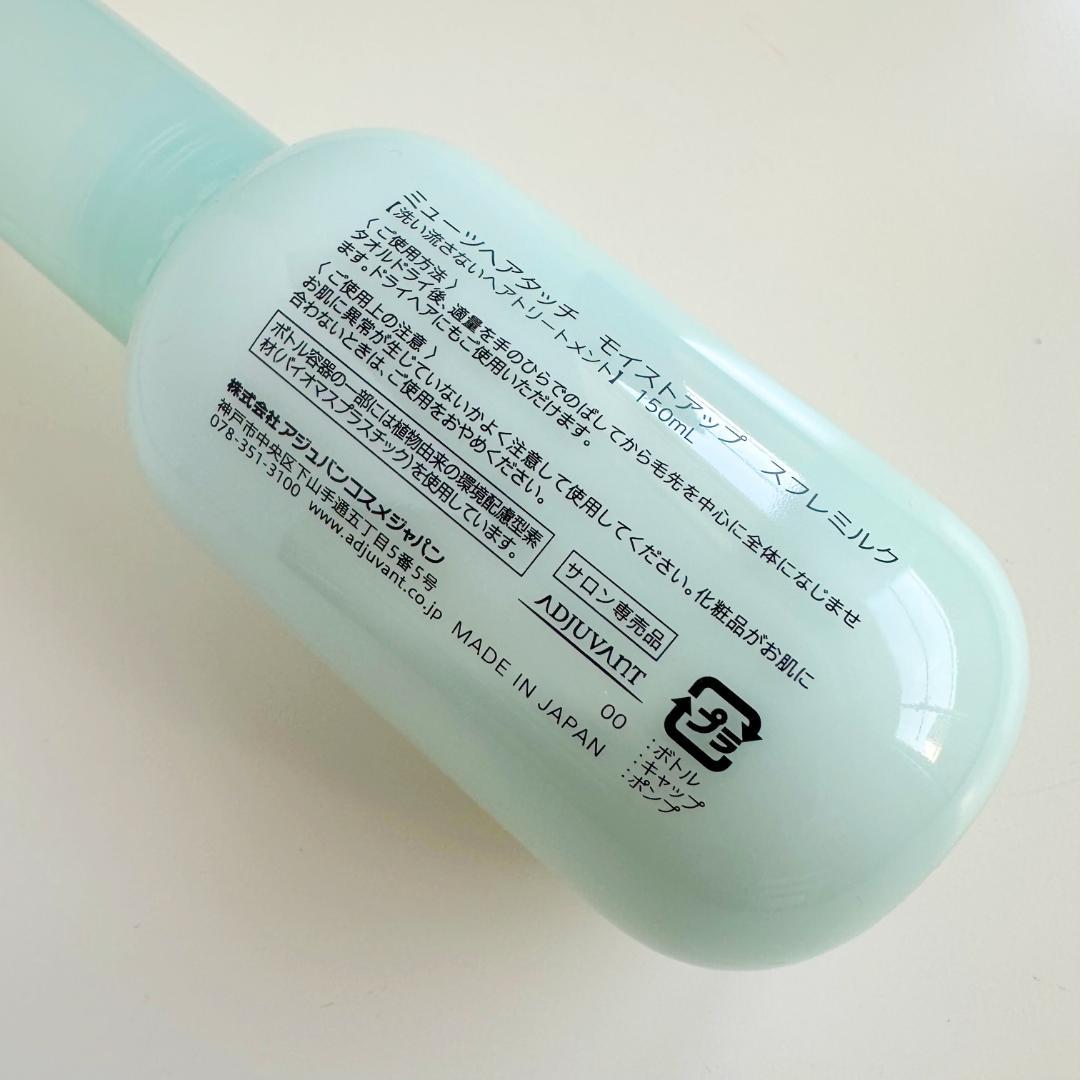 ミューツヘアタッチ　モイストアップ　スフレミルク
【洗い流さないヘアトリートメント】 150mL
〈ご使用方法〉
タオルドライ後、適量を手のひらでのばしてから毛先を中心に全体になじませ
ます。ドライヘアにもご使用いただけます。
〈ご使用上の注意〉
お肌に異常が生じていないかよく注意して使用してください。化粧品がお肌に
合わないときは、ご使用をおやめください。
ボトル容器の一部には植物由来の環境配慮型素
材(バイオマスプラスチック)を使用しています。
株式会社 アジュバンコスメジャパン
神戸市中央区下山手通五丁目5番5号
078-351-3100 www.adjuvant.co.jp
MADE IN JAPAN
サロン専売品
ADJUVANT
00
プラ
:ボトル
:キャップ
:ポンプ